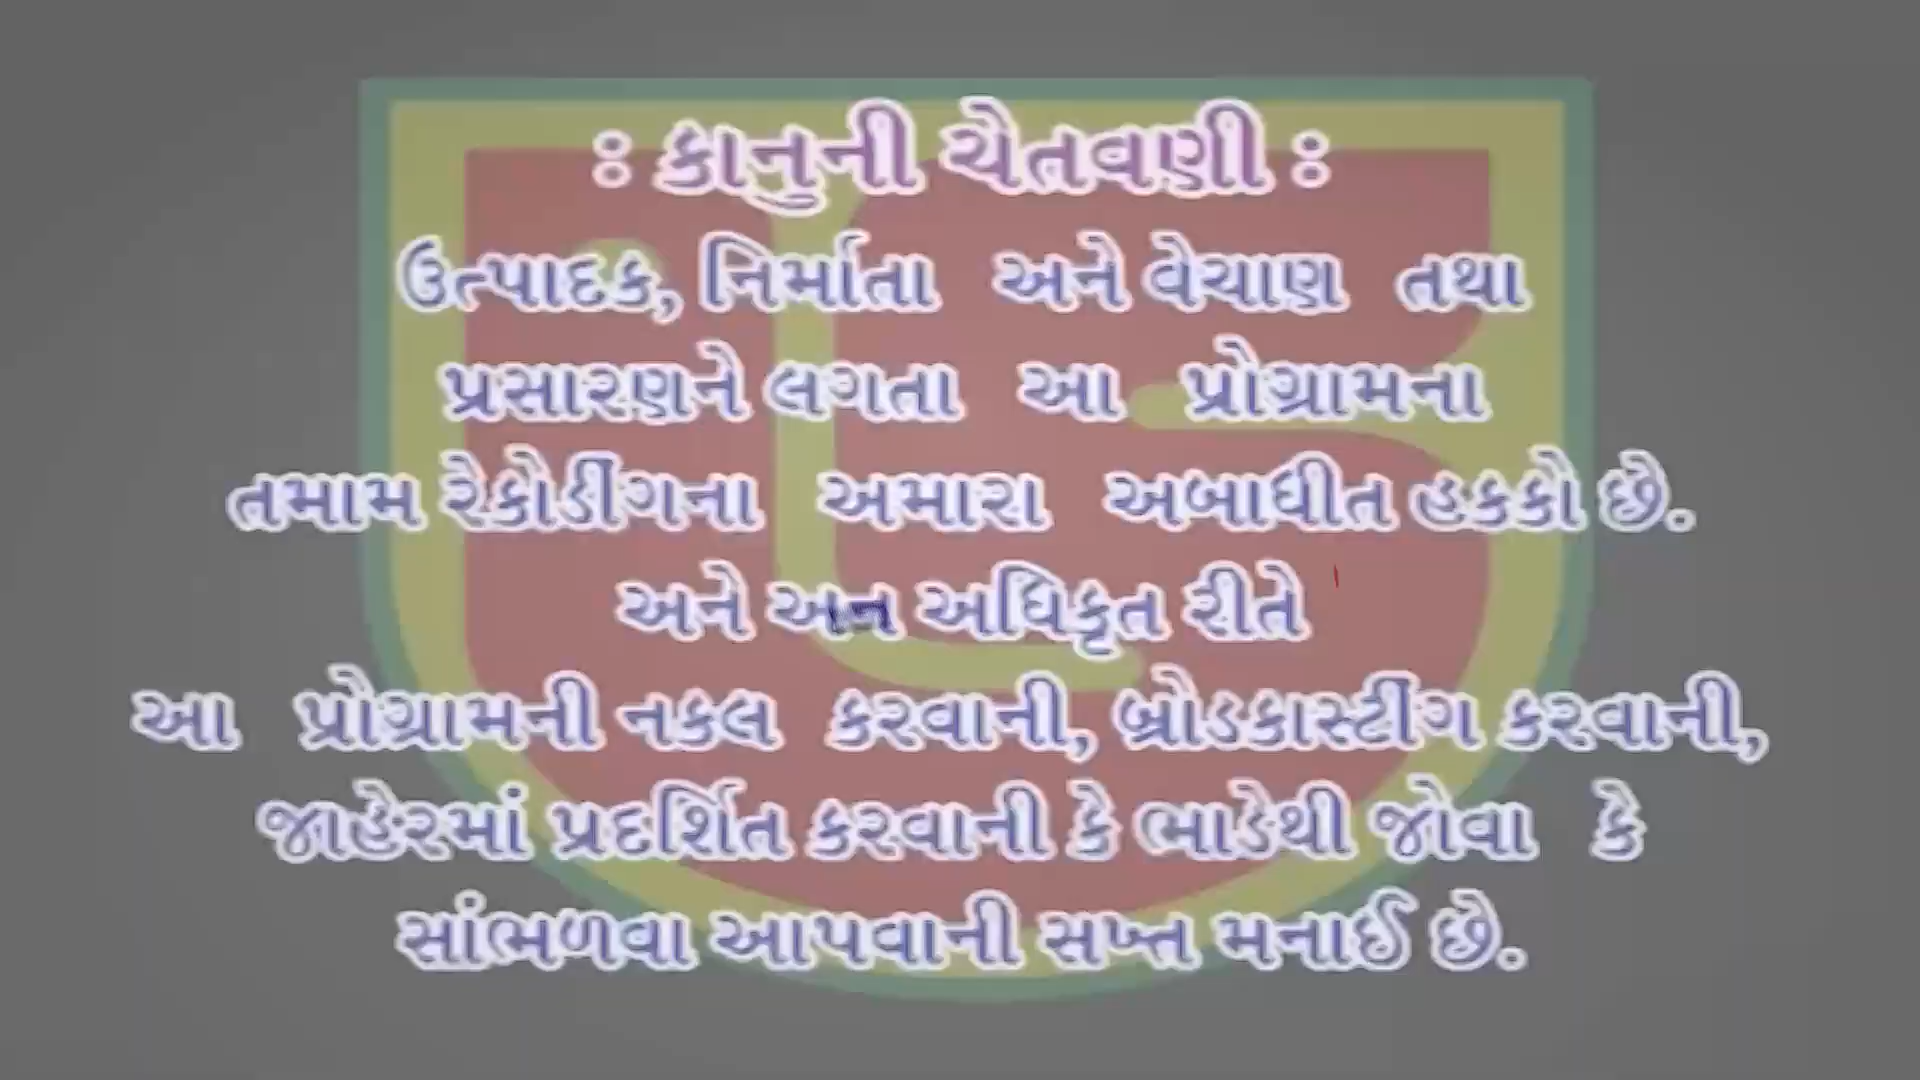 : કાનુની ચેતવણી :
ઉત્પાદક, નિર્માતા અને વેચાણ તથા
પ્રસારણને લગતા આ પ્રોગ્રામના
તમામ રેકોર્ડીંગના અમારા અબાધીત હકકો છે.
અને અન અધિકૃત રીતે
આ પ્રોગ્રામની નકલ કરવાની, બ્રોડકાસ્ટીંગ કરવાની,
જાહેરમાં પ્રદર્શિત કરવાની કે ભાડેથી જોવા કે
સાંભળવા આપવાની સખ્ત મનાઈ છે.